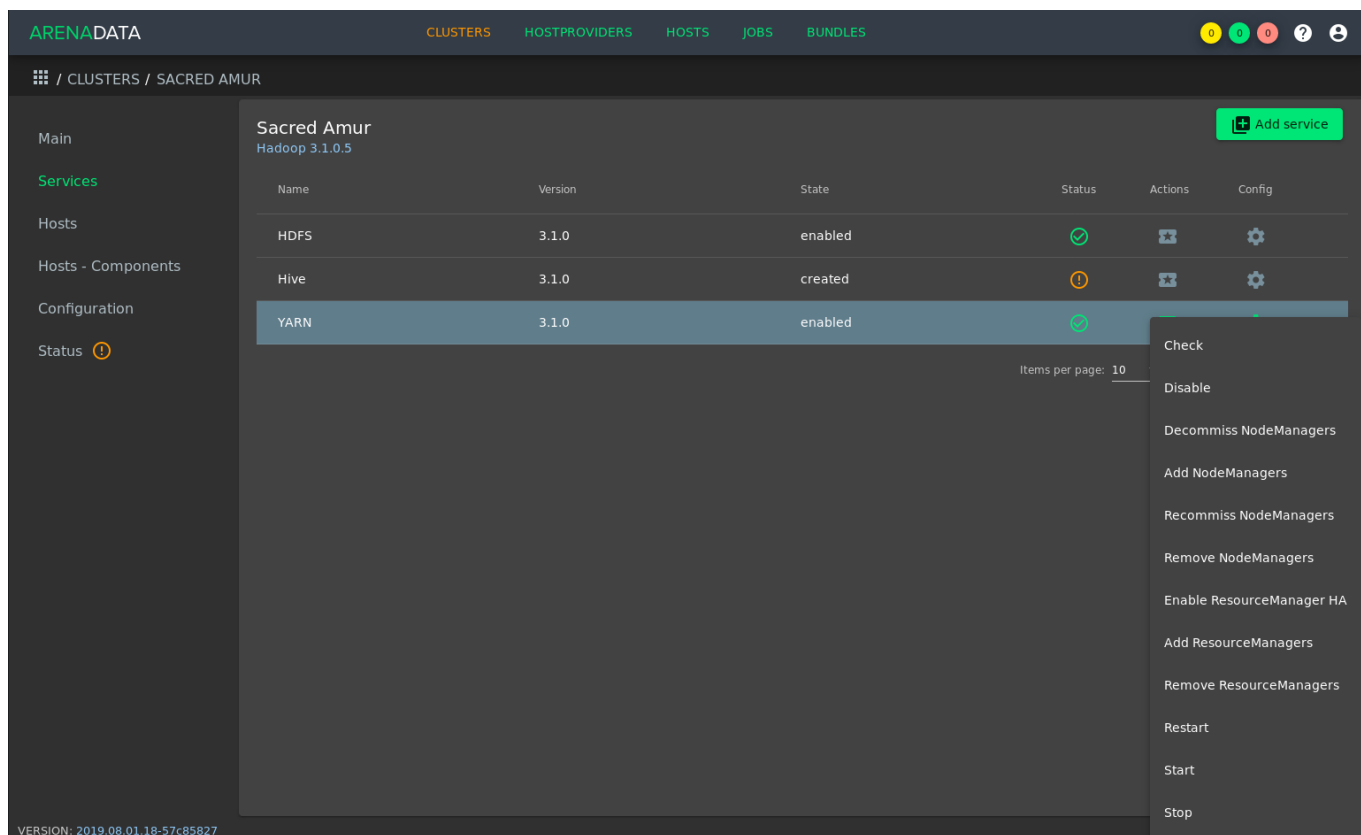 ARENADATA CLUSTERS HOSTPROVIDERS HOSTS JOBS BUNDLES 0 0 0 ?
/ CLUSTERS / SACRED AMUR
Main
Services
Hosts
Hosts - Components
Configuration
Status
Sacred Amur
Hadoop 3.1.0.5
Add service
Name Version State Status Actions Config
HDFS 3.1.0 enabled
Hive 3.1.0 created
YARN 3.1.0 enabled
Items per page: 10
Check
Disable
Decommiss NodeManagers
Add NodeManagers
Recommiss NodeManagers
Remove NodeManagers
Enable ResourceManager HA
Add ResourceManagers
Remove ResourceManagers
Restart
Start
Stop
VERSION: 2019.08.01.18-57c85827